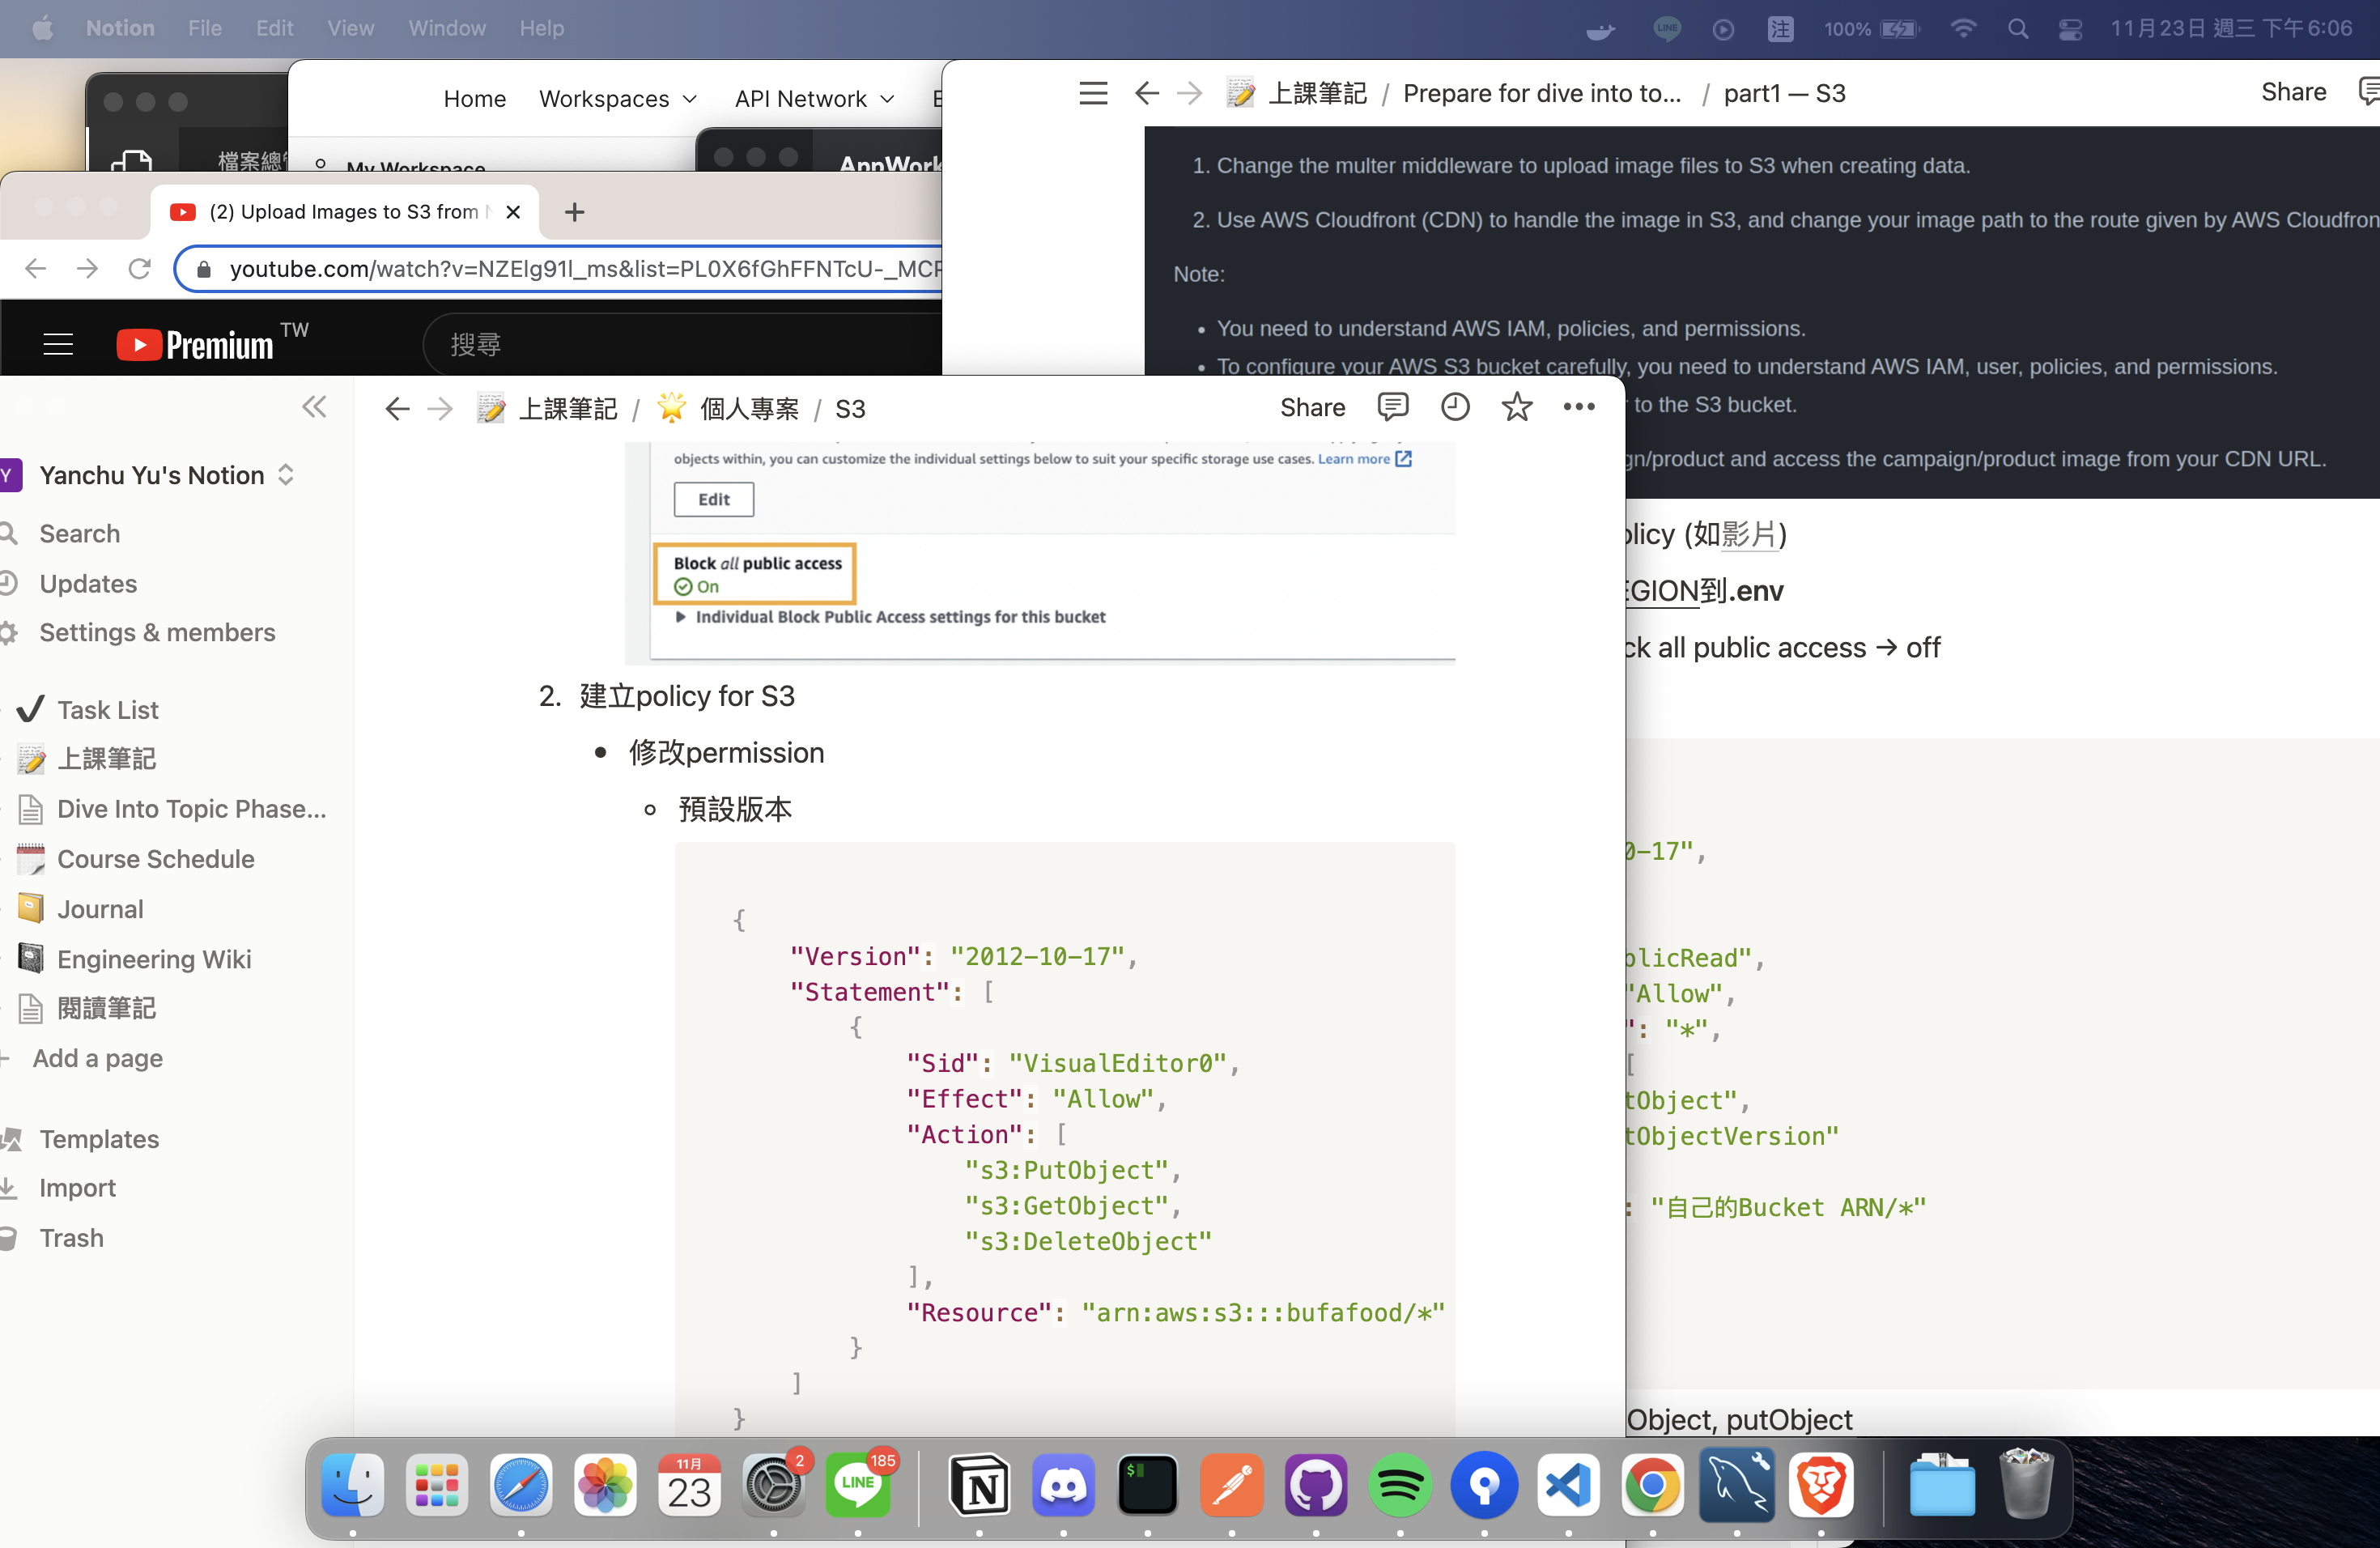 Notion File Edit View Window Help
LINE 注 100% 11月23日 週三 下午6:06
Home Workspaces API Network
My Workspace
檔案總
AppWork
上課筆記 / Prepare for dive into to... / part1 — S3
Share
1. Change the multer middleware to upload image files to S3 when creating data.
2. Use AWS Cloudfront (CDN) to handle the image in S3, and change your image path to the route given by AWS Cloudfron
Note:
• You need to understand AWS IAM, policies, and permissions.
• To configure your AWS S3 bucket carefully, you need to understand AWS IAM, user, policies, and permissions.
to the S3 bucket.
gn/product and access the campaign/product image from your CDN URL.
olicy (如影片)
EGION到.env
ck all public access → off
0-17",
blicRead",
"Allow",
": "*",
[
tObject",
tObjectVersion"
: "自己的Bucket ARN/*"
Object, putObject
(2) Upload Images to S3 from
youtube.com/watch?v=NZElg91l_ms&list=PL0X6fGhFFNTcU-_MCP
Premium TW
搜尋
上課筆記 / 個人專案 / S3
Share
Y Yanchu Yu's Notion
Search
Updates
Settings & members
Task List
上課筆記
Dive Into Topic Phase...
Course Schedule
Journal
Engineering Wiki
閱讀筆記
Add a page
Templates
Import
Trash
objects within, you can customize the individual settings below to suit your specific storage use cases. Learn more
Edit
Block all public access
On
Individual Block Public Access settings for this bucket
2. 建立policy for S3
• 修改permission
◦ 預設版本
{
"Version": "2012-10-17",
"Statement": [
{
"Sid": "VisualEditor0",
"Effect": "Allow",
"Action": [
"s3:PutObject",
"s3:GetObject",
"s3:DeleteObject"
],
"Resource": "arn:aws:s3:::bufafood/*"
}
]
}
11月
23
2
LINE
185